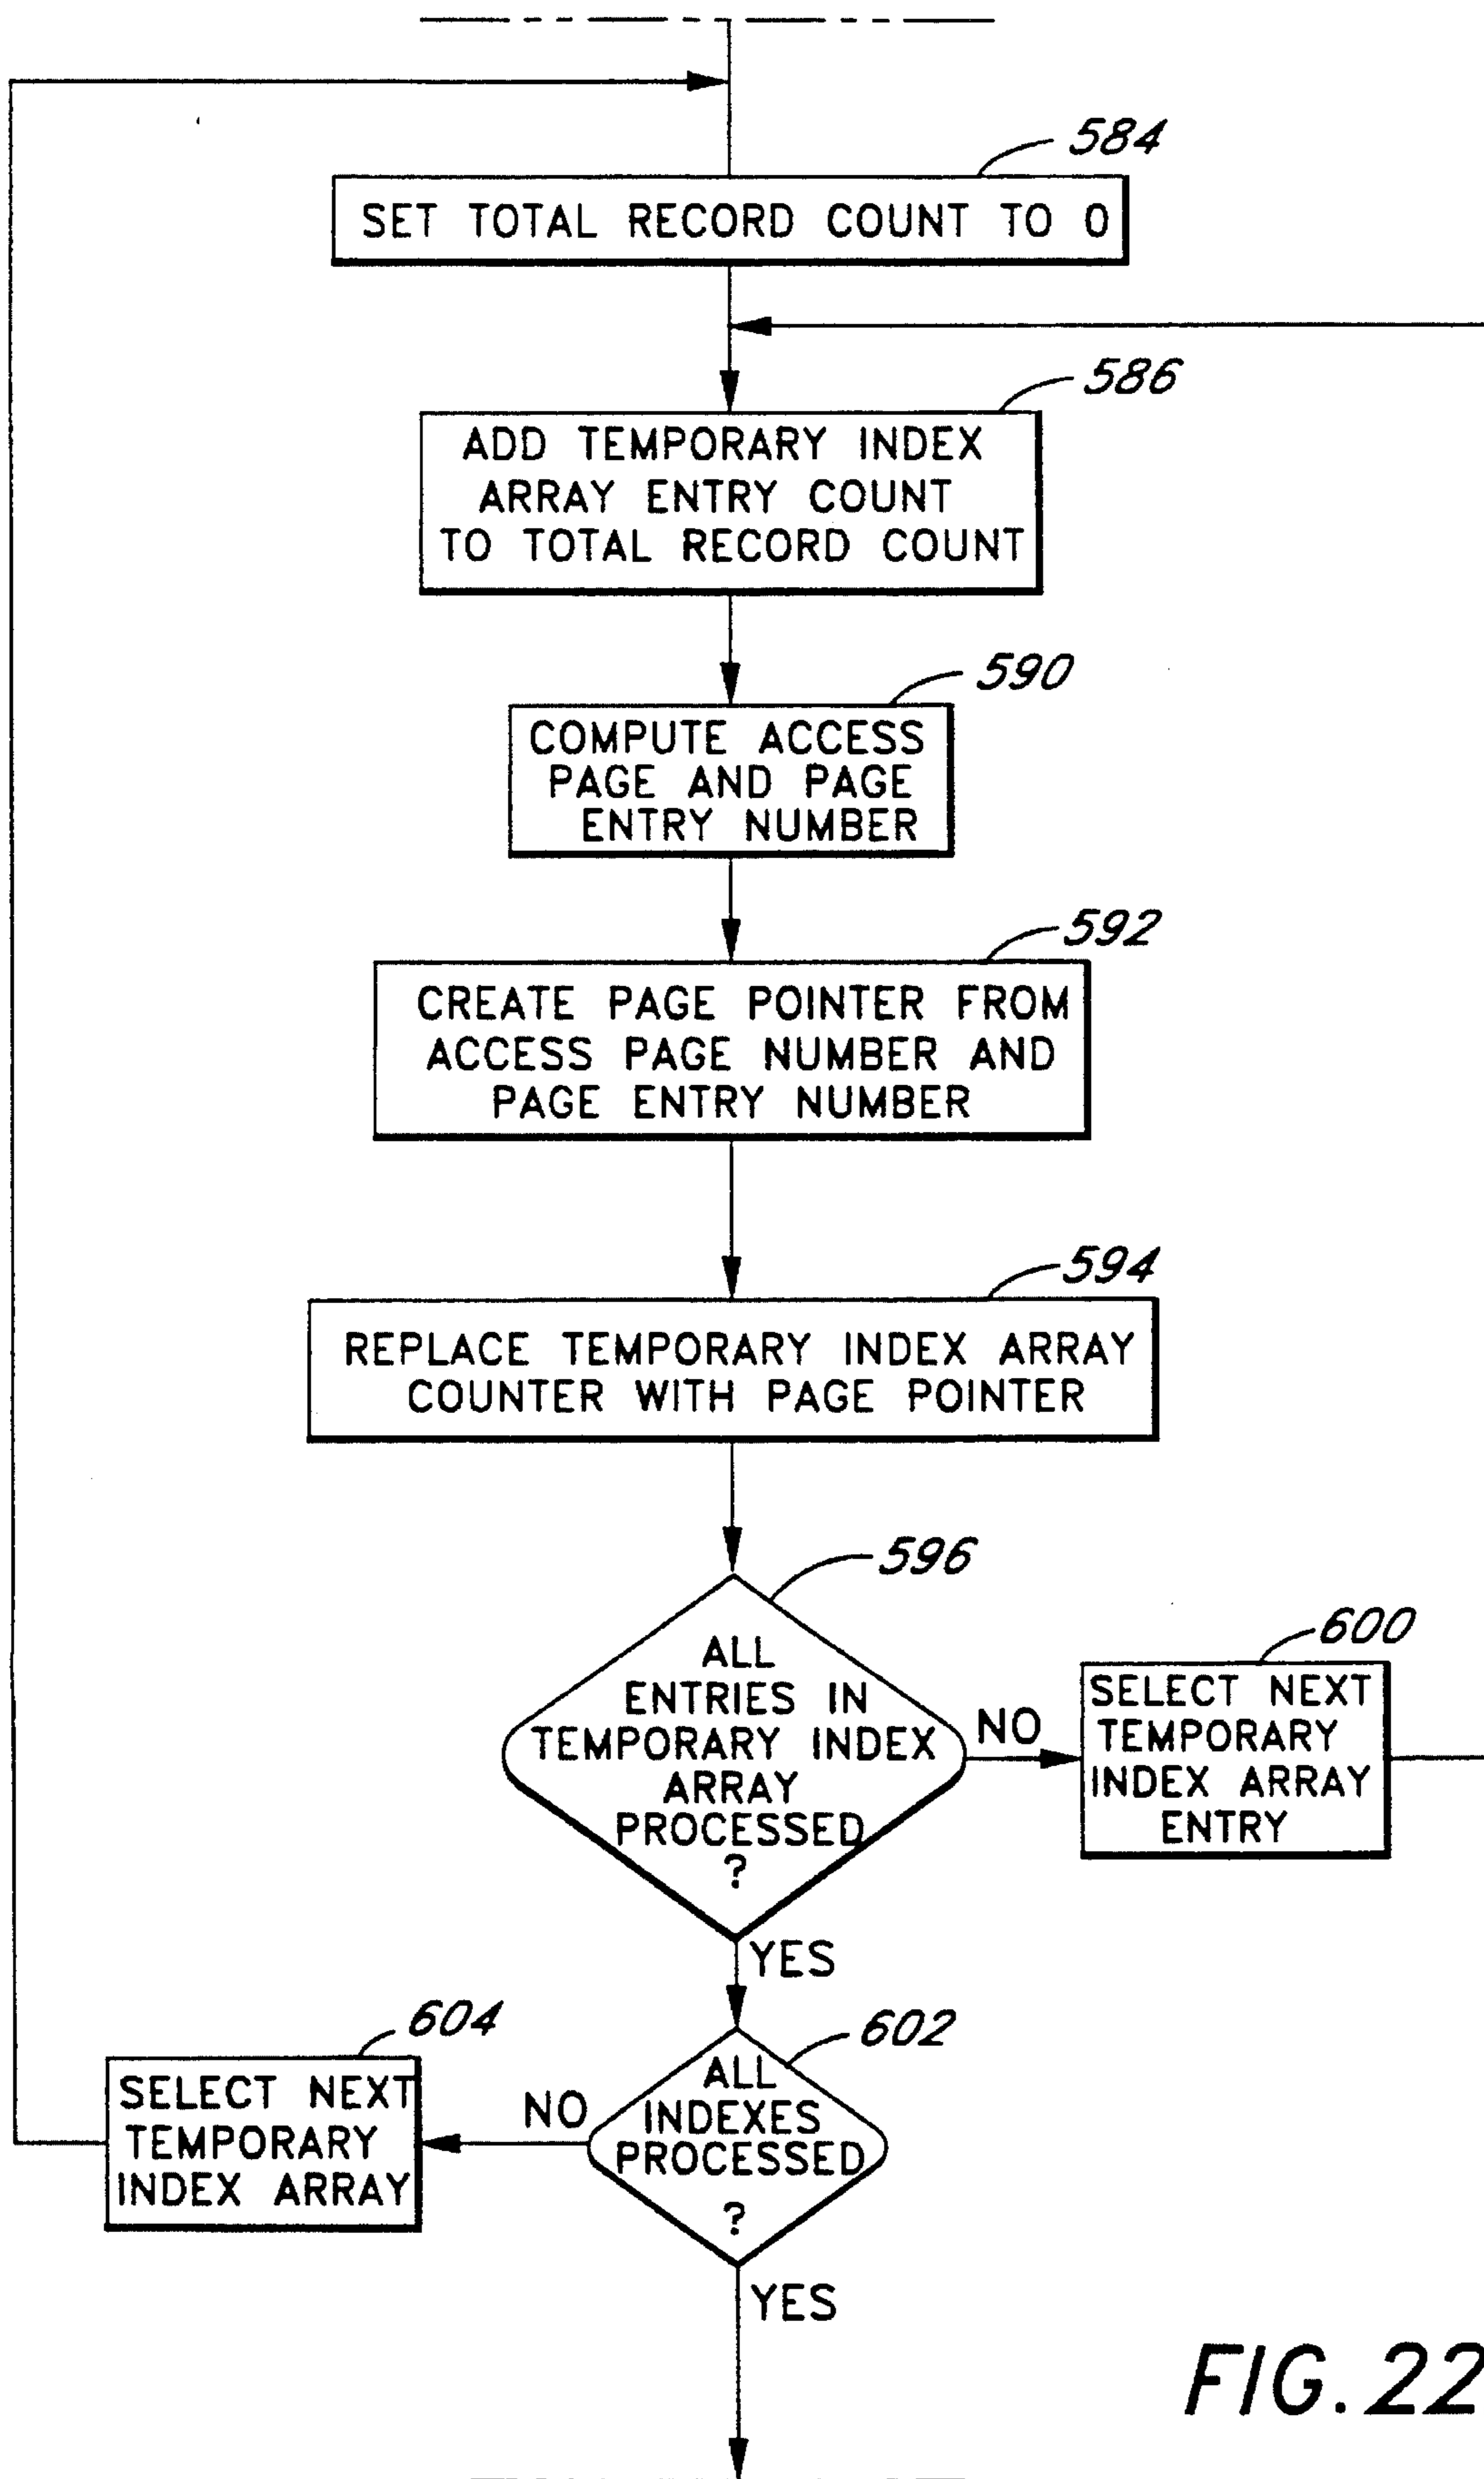 584
SET TOTAL RECORD COUNT TO 0
586
ADD TEMPORARY INDEX
ARRAY ENTRY COUNT
TO TOTAL RECORD COUNT
590
COMPUTE ACCESS
PAGE AND PAGE
ENTRY NUMBER
592
CREATE PAGE POINTER FROM
ACCESS PAGE NUMBER AND
PAGE ENTRY NUMBER
594
REPLACE TEMPORARY INDEX ARRAY
COUNTER WITH PAGE POINTER
596
ALL
ENTRIES IN
TEMPORARY INDEX
ARRAY
PROCESSED
?
NO
600
SELECT NEXT
TEMPORARY
INDEX ARRAY
ENTRY
YES
602
ALL
INDEXES
PROCESSED
?
NO
604
SELECT NEXT
TEMPORARY
INDEX ARRAY
YES
FIG. 22